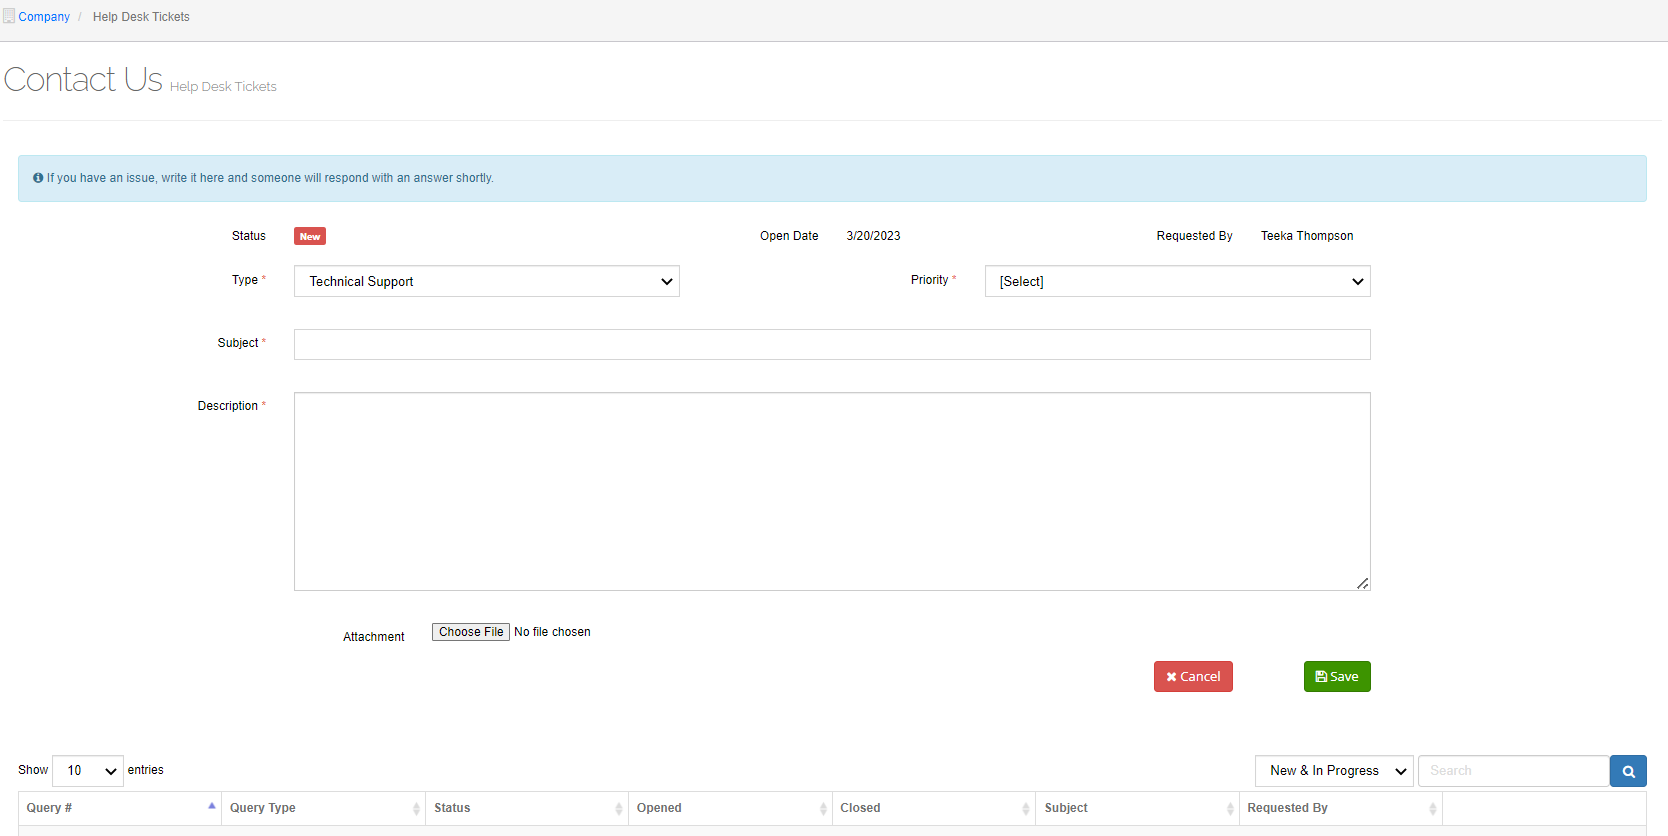 Company / Help Desk Tickets
Contact Us Help Desk Tickets
If you have an issue, write it here and someone will respond with an answer shortly.
Status New Open Date 3/20/2023 Requested By Teeka Thompson
Type * Technical Support Priority * [Select]
Subject *
Description *
Attachment Choose File No file chosen
Cancel Save
Show 10 entries New & In Progress Search
Query # Query Type Status Opened Closed Subject Requested By